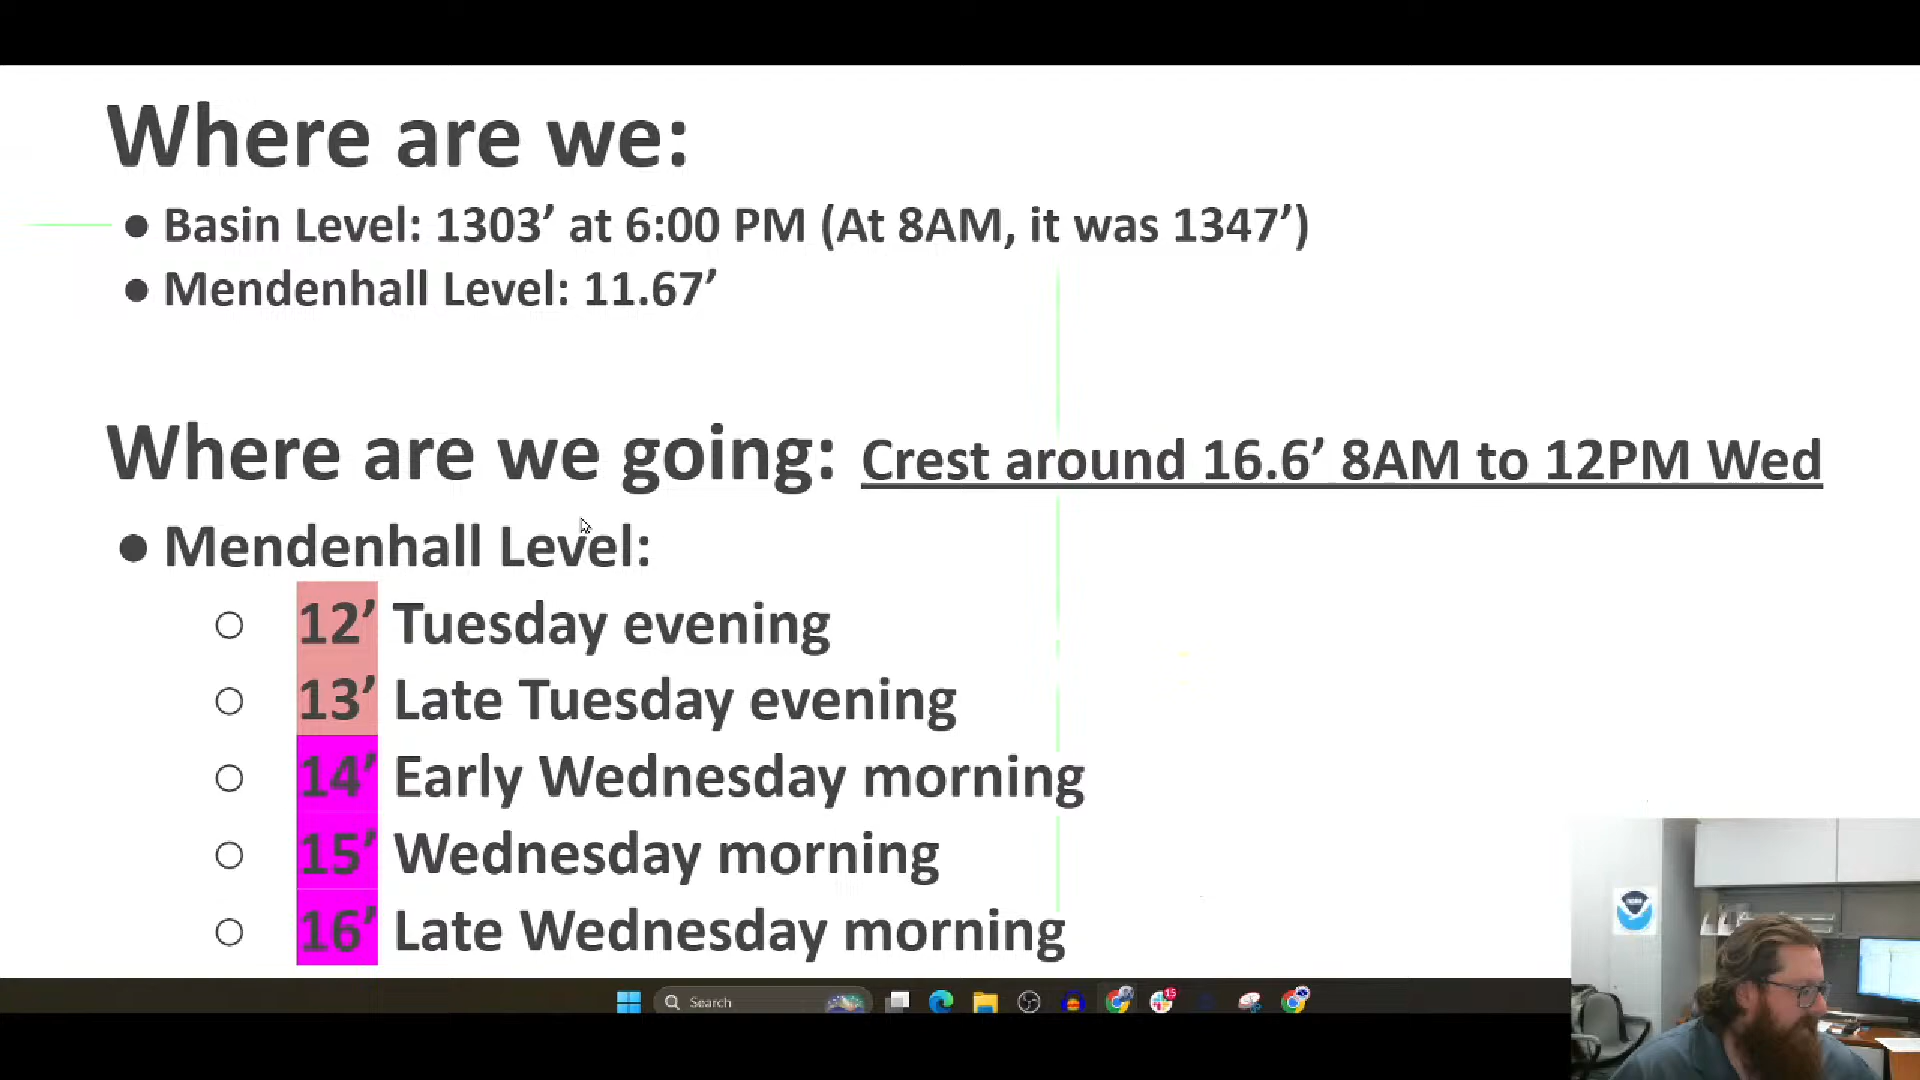 Where are we:
● Basin Level: 1303’ at 6:00 PM (At 8AM, it was 1347’)
● Mendenhall Level: 11.67’
Where are we going: Crest around 16.6’ 8AM to 12PM Wed
● Mendenhall Level:
○ 12’ Tuesday evening
○ 13’ Late Tuesday evening
○ 14’ Early Wednesday morning
○ 15’ Wednesday morning
○ 16’ Late Wednesday morning
Search
15